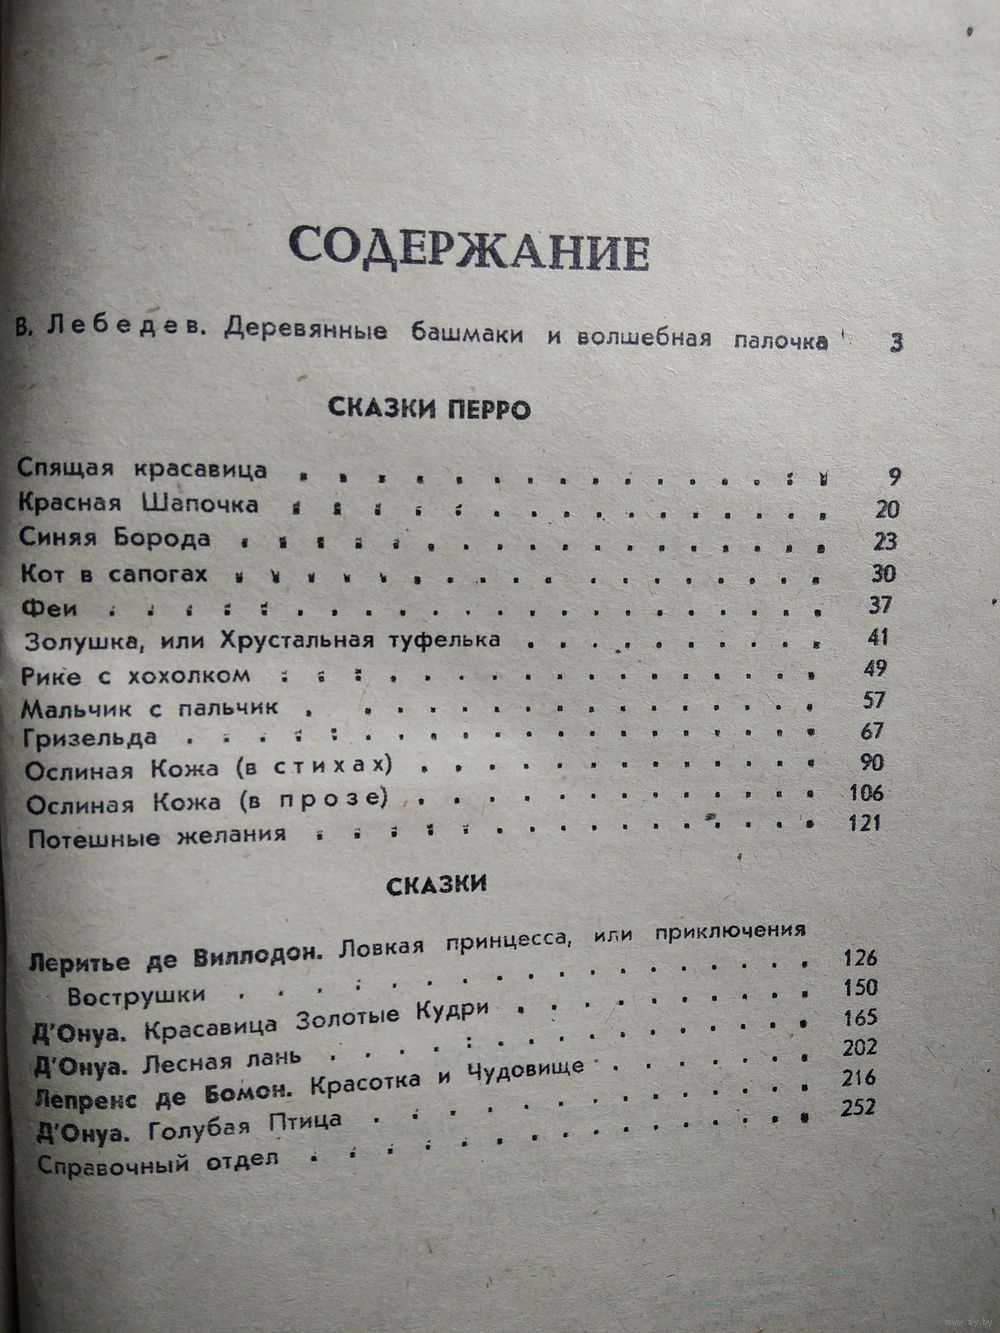 СОДЕРЖАНИЕ
В. Лебедев. Деревянные башмаки и волшебная палочка 3
СКАЗКИ ПЕРРО
Спящая красавица . . . . . . . . . . . . . . . 9
Красная Шапочка . . . . . . . . . . . . . . . 20
Синяя Борода . . . . . . . . . . . . . . . . 23
Кот в сапогах . . . . . . . . . . . . . . . . 30
Феи . . . . . . . . . . . . . . . . . . . . 37
Золушка, или Хрустальная туфелька . . . . . . . . . 41
Рике с хохолком . . . . . . . . . . . . . . . 49
Мальчик с пальчик . . . . . . . . . . . . . . 57
Гризельда . . . . . . . . . . . . . . . . . . 67
Ослиная Кожа (в стихах) . . . . . . . . . . . . 90
Ослиная Кожа (в прозе) . . . . . . . . . . . . 106
Потешные желания . . . . . . . . . . . . . . 121
СКАЗКИ
Леритье де Виллодон. Ловкая принцесса, или приключения
Вострушки . . . . . . . . . . . . . . . . 126
Д'Онуа. Красавица Золотые Кудри . . . . . . . . . 150
Д'Онуа. Лесная лань . . . . . . . . . . . . . 165
Лепренс де Бомон. Красотка и Чудовище . . . . . . . 202
Д'Онуа. Голубая Птица . . . . . . . . . . . . 216
Справочный отдел . . . . . . . . . . . . . . 252
www.ay.by